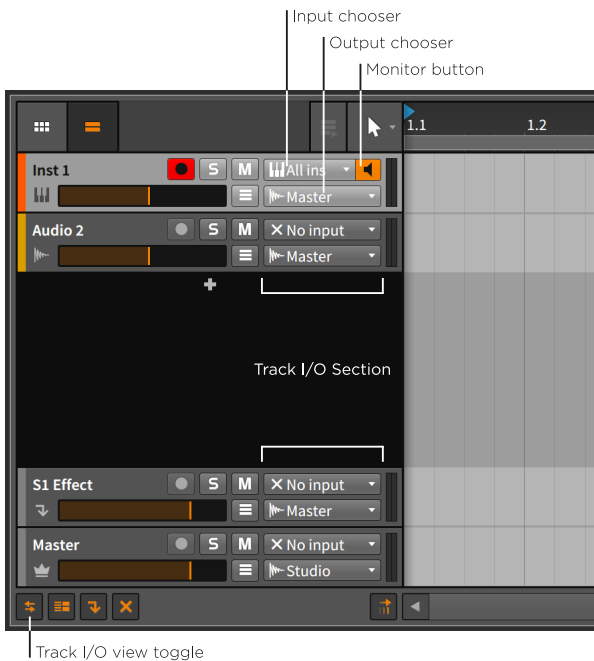 Input chooser
Output chooser
Monitor button
1.1 1.2
Inst 1 S M All ins
Master
Audio 2 S M No input
Master
Track I/O Section
S1 Effect S M No input
Master
Master S M No input
Studio
Track I/O view toggle